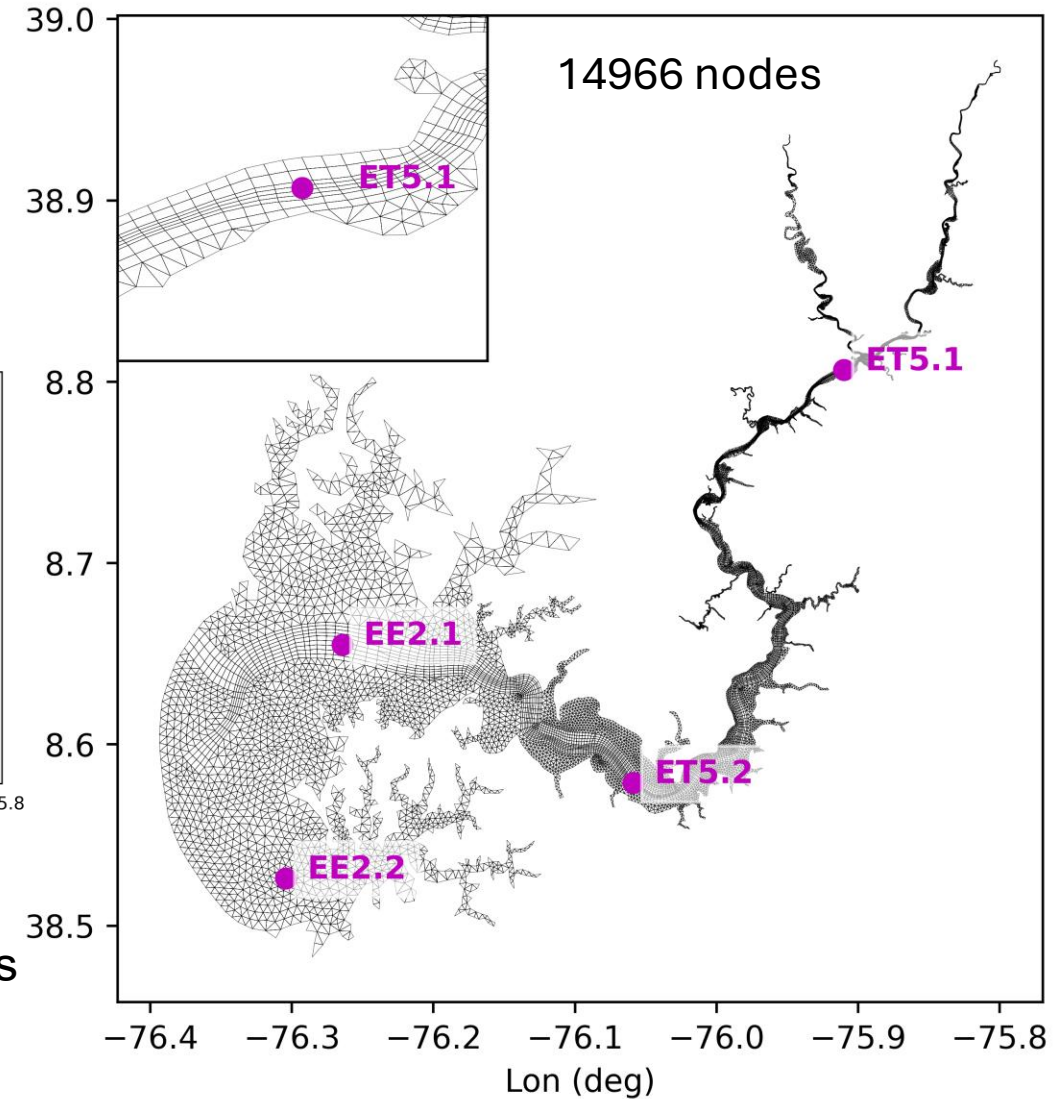 39.0
14966 nodes
ET5.1
38.9
ET5.1
8.8
8.7
EE2.1
8.6
ET5.2
5.8
EE2.2
38.5
s
−76.4 −76.3 −76.2 −76.1 −76.0 −75.9 −75.8
Lon (deg)